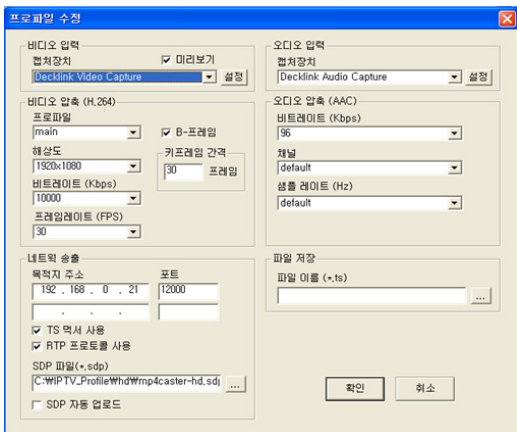 프로파일 수정
비디오 입력
캡쳐장치
미리보기
Decklink Video Capture
설정
오디오 입력
캡쳐장치
Decklink Audio Capture
설정
비디오 압축 (H,264)
프로파일
main
B-프레임
해상도
1920x1080
키프레임 간격
30 프레임
비트레이트 (Kbps)
10000
프레임레이트 (FPS)
30
오디오 압축 (AAC)
비트레이트 (Kbps)
96
채널
default
샘플 레이트 (Hz)
default
네트웍 송출
목적지 주소
포트
192 . 168 . 0 . 21
12000
. . .
TS 먹서 사용
RTP 프로토콜 사용
SDP 파일(*,sdp)
C:₩IPTV_Profile₩hd₩mp4caster-hd,sdp
...
SDP 자동 업로드
파일 저장
파일 이름 (*,ts)
...
확인
취소